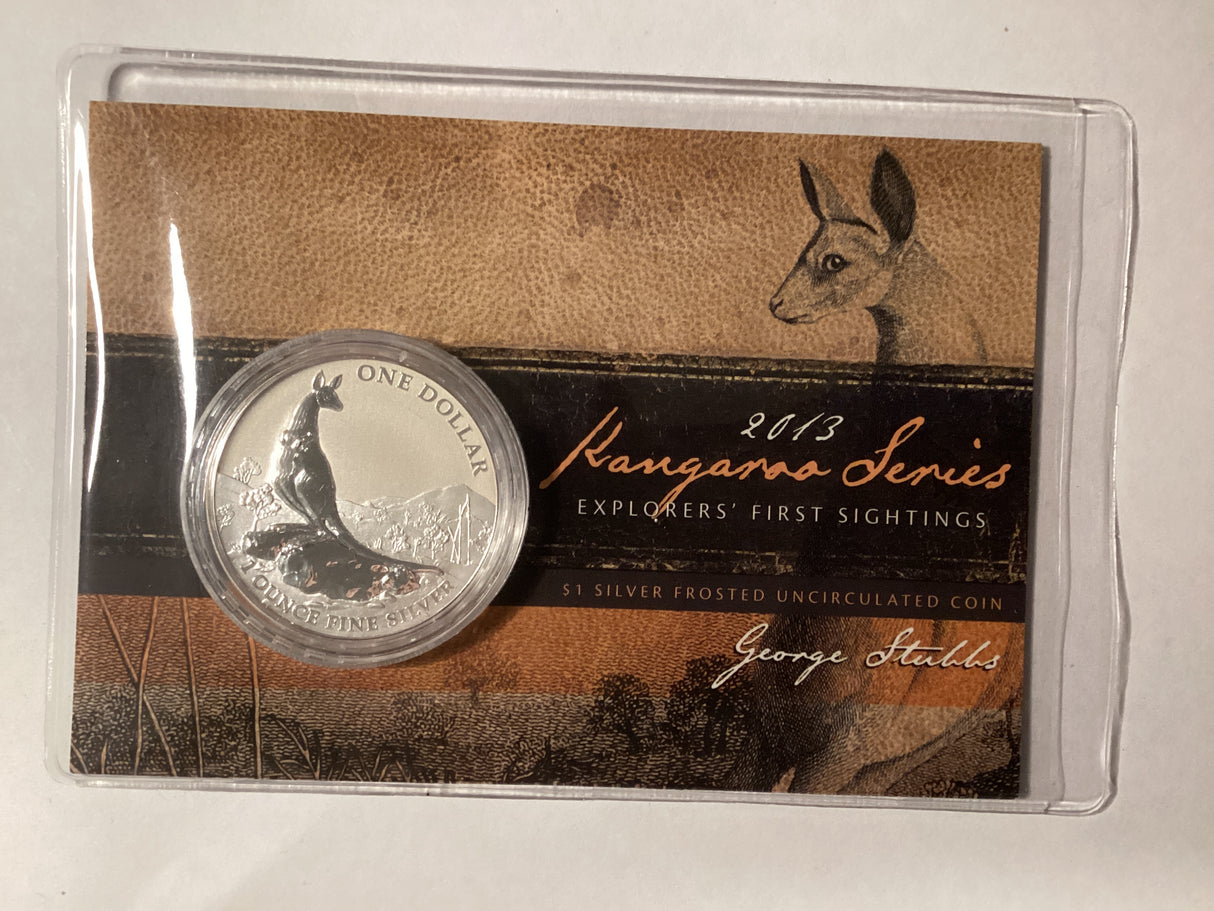 ONE DOLLAR
1 OUNCE FINE SILVER
2013
Kangaroo Series
EXPLORERS' FIRST SIGHTINGS
$1 SILVER FROSTED UNCIRCULATED COIN
George Stubbs